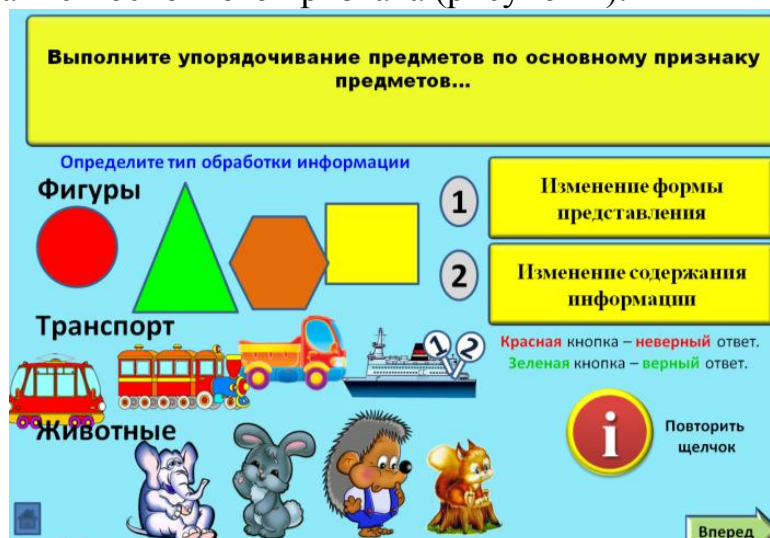 Выполните упорядочивание предметов по основному признаку
предметов...
Определите тип обработки информации
Фигуры
1
Изменение формы
представления
2
Изменение содержания
информации
Транспорт
1 2
Красная кнопка – неверный ответ.
Зеленая кнопка – верный ответ.
Животные
i
Повторить
щелчок
Вперед